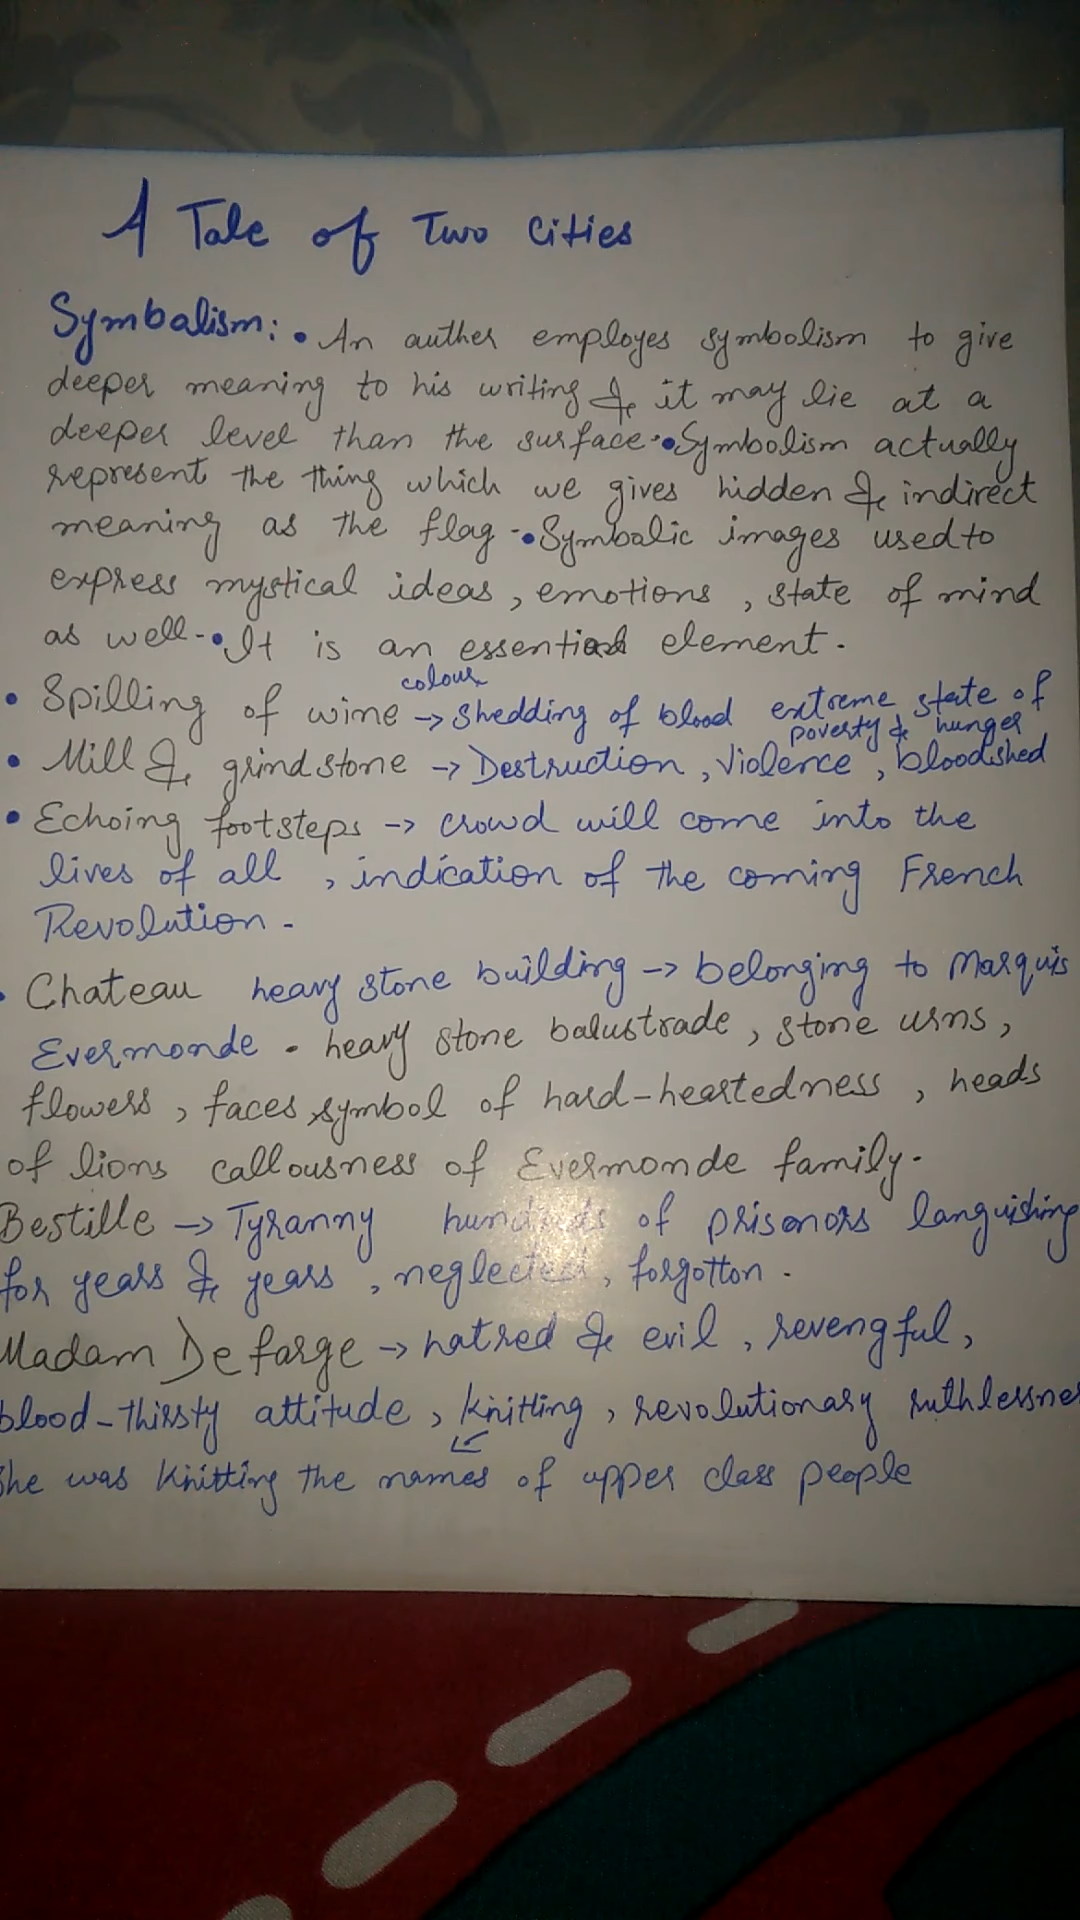 A Tale of Two Cities
Symbalism: • An auther employes symbolism to give
deeper meaning to his writing & it may lie at a
deeper level than the surface. • Symbolism actually
represent the thing which we gives hidden & indirect
meaning as the flag. • Symbalic images used to
express mystical ideas, emotions, state of mind
as well. • It is an essential element.
• Spilling of wine colour → Shedding of blood extreme state of
poverty & hunger
• Mill & grindstone → Destruction, Violence, bloodshed
• Echoing footsteps → crowd will come into the
lives of all, indication of the coming French
Revolution.
• Chateau heavy stone building → belonging to Marquis
Evermonde. heavy stone balustrade, stone urns,
flowers, faces, symbol of hard-heartedness, heads
of lions callousness of Evermonde family.
Bestille → Tyranny hundreds of prisonors languishing
for years & years, neglected, forgotton.
Madam Defarge → hatred & evil, revengful,
blood-thirsty attitude, knitting, revolutionary ruthlessnes
She was knitting the names of upper class people